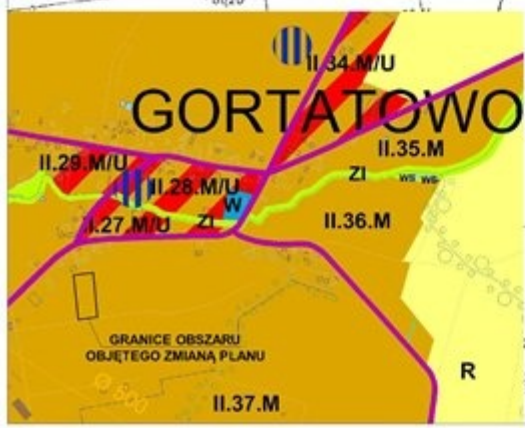 II.34.M/U
GORTATOWO
II.35.M
II.29.M/U
ZI
WS WS
II.28.M/U
W
II.27.M/U
ZI
II.36.M
GRANICE OBSZARU
OBJĘTEGO ZMIANĄ PLANU
R
II.37.M